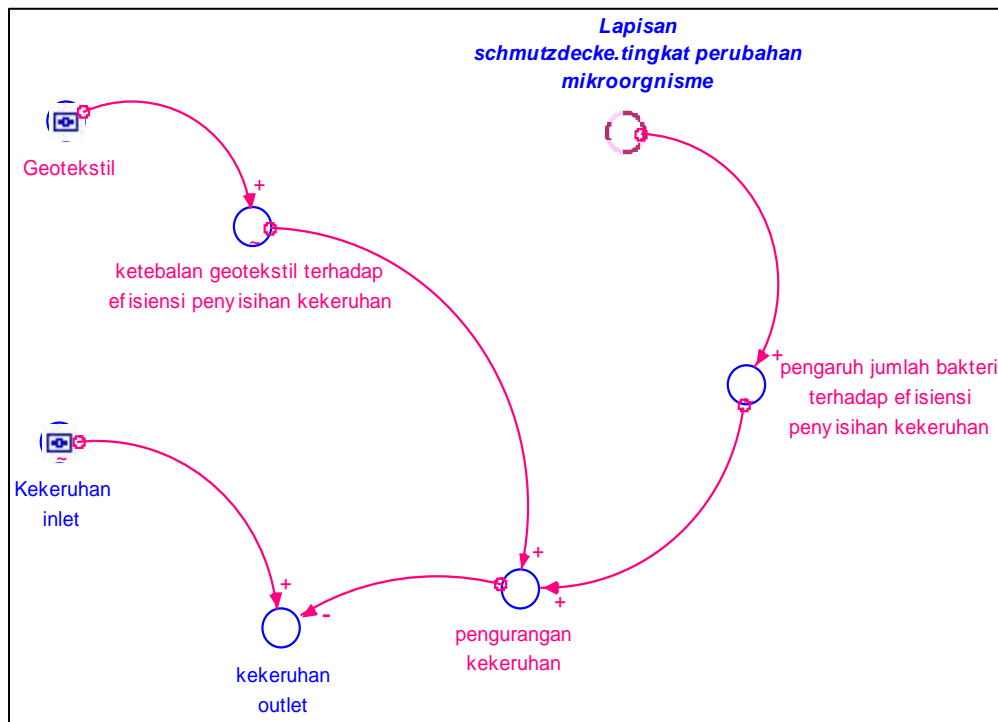 Lapisan
schmutzdecke.tingkat perubahan
mikroorgnisme
Geotekstil
+
~
ketebalan geotekstil terhadap
efisiensi penyisihan kekeruhan
+
pengaruh jumlah bakteri
terhadap efisiensi
penyisihan kekeruhan
~
Kekeruhan
inlet
+
+
+
-
pengurangan
kekeruhan
kekeruhan
outlet